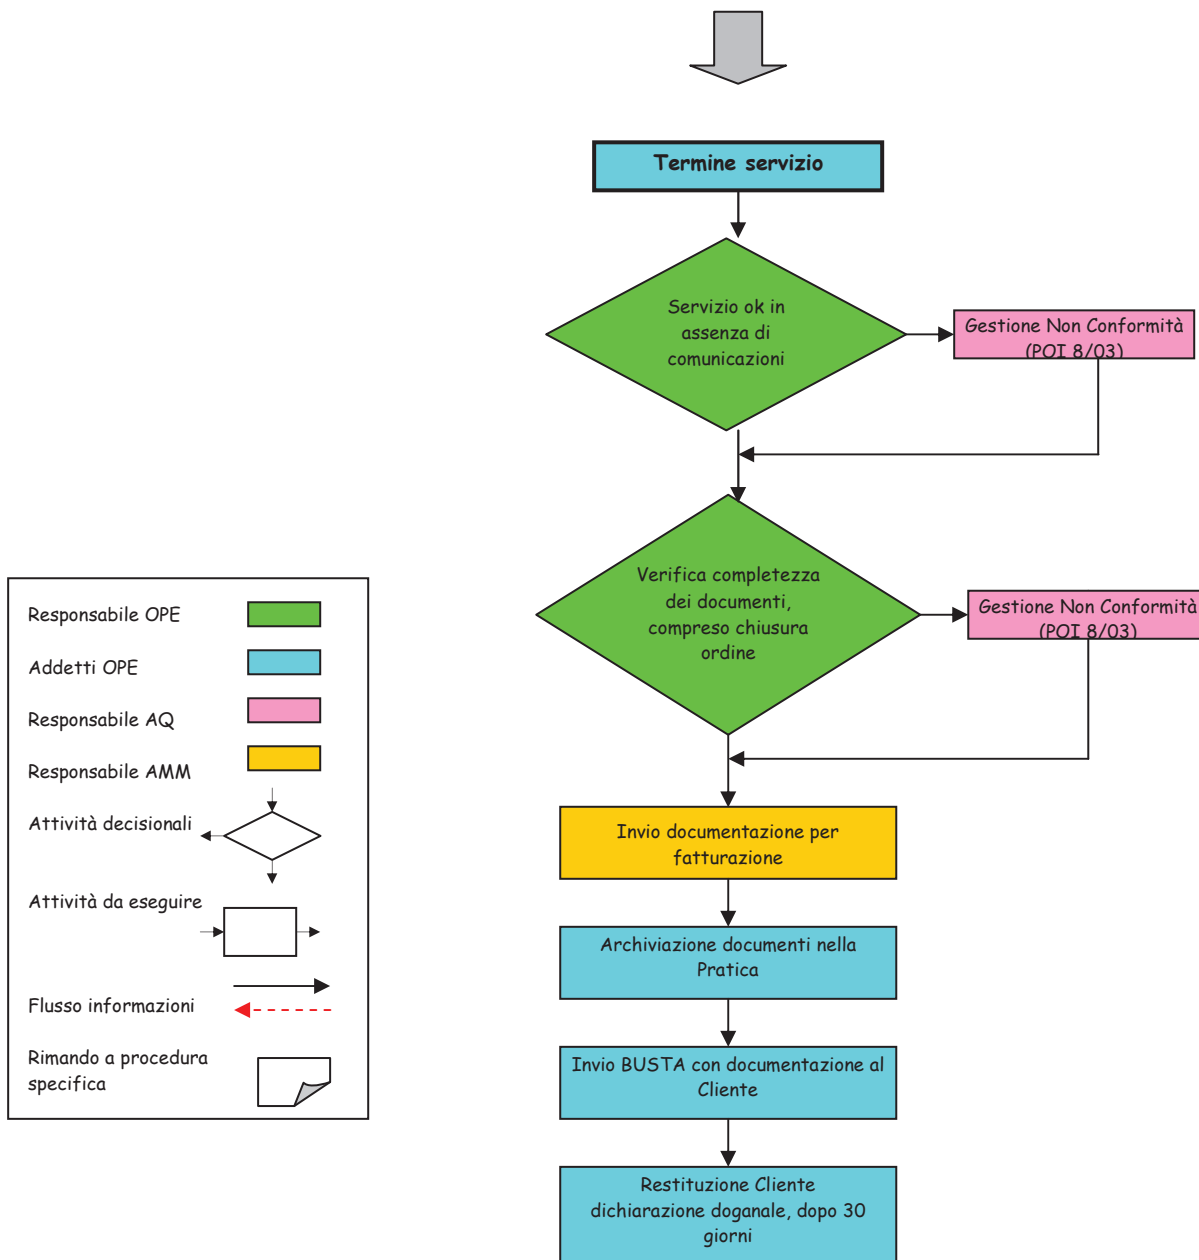 Termine servizio
Servizio ok in
assenza di
comunicazioni
Gestione Non Conformità
(POI 8/03)
Verifica completezza
dei documenti,
compreso chiusura
ordine
Gestione Non Conformità
(POI 8/03)
Responsabile OPE
Addetti OPE
Responsabile AQ
Responsabile AMM
Attività decisionali
Attività da eseguire
Flusso informazioni
Rimando a procedura
specifica
Invio documentazione per
fatturazione
Archiviazione documenti nella
Pratica
Invio BUSTA con documentazione al
Cliente
Restituzione Cliente
dichiarazione doganale, dopo 30
giorni